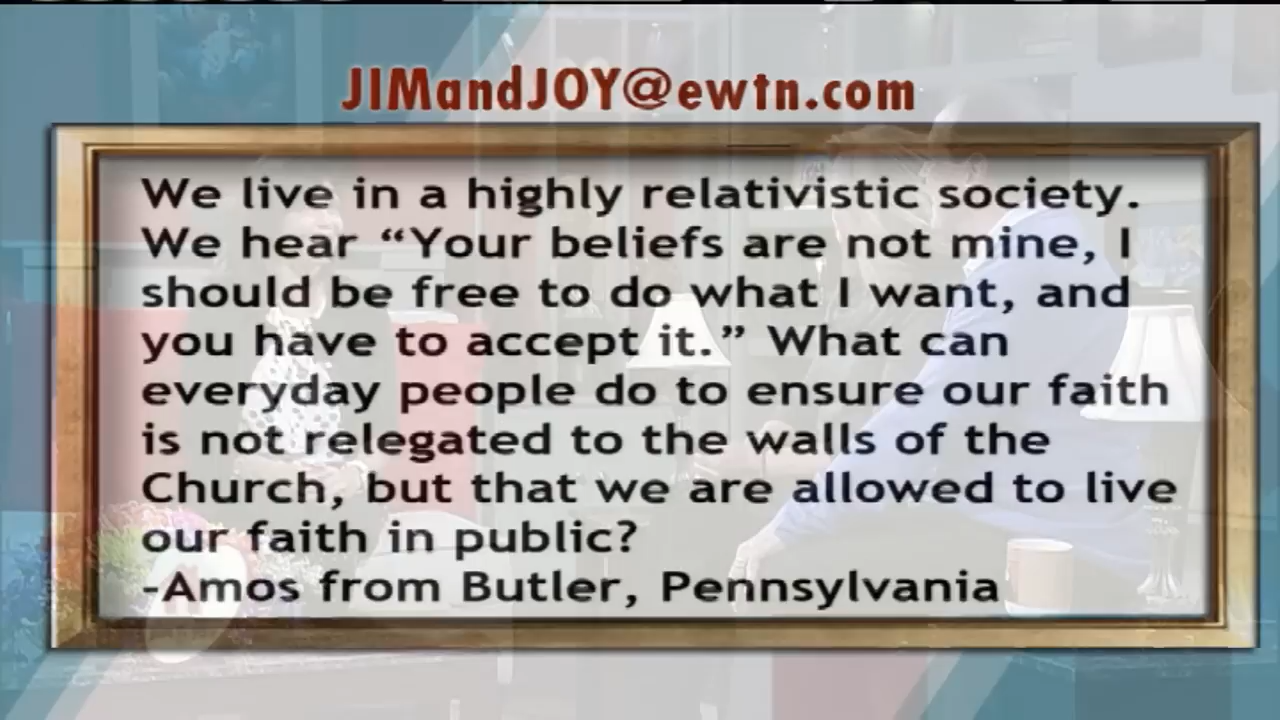 JIMandJOY@ewtn.com
We live in a highly relativistic society.
We hear “Your beliefs are not mine, I
should be free to do what I want, and
you have to accept it.” What can
everyday people do to ensure our faith
is not relegated to the walls of the
Church, but that we are allowed to live
our faith in public?
-Amos from Butler, Pennsylvania